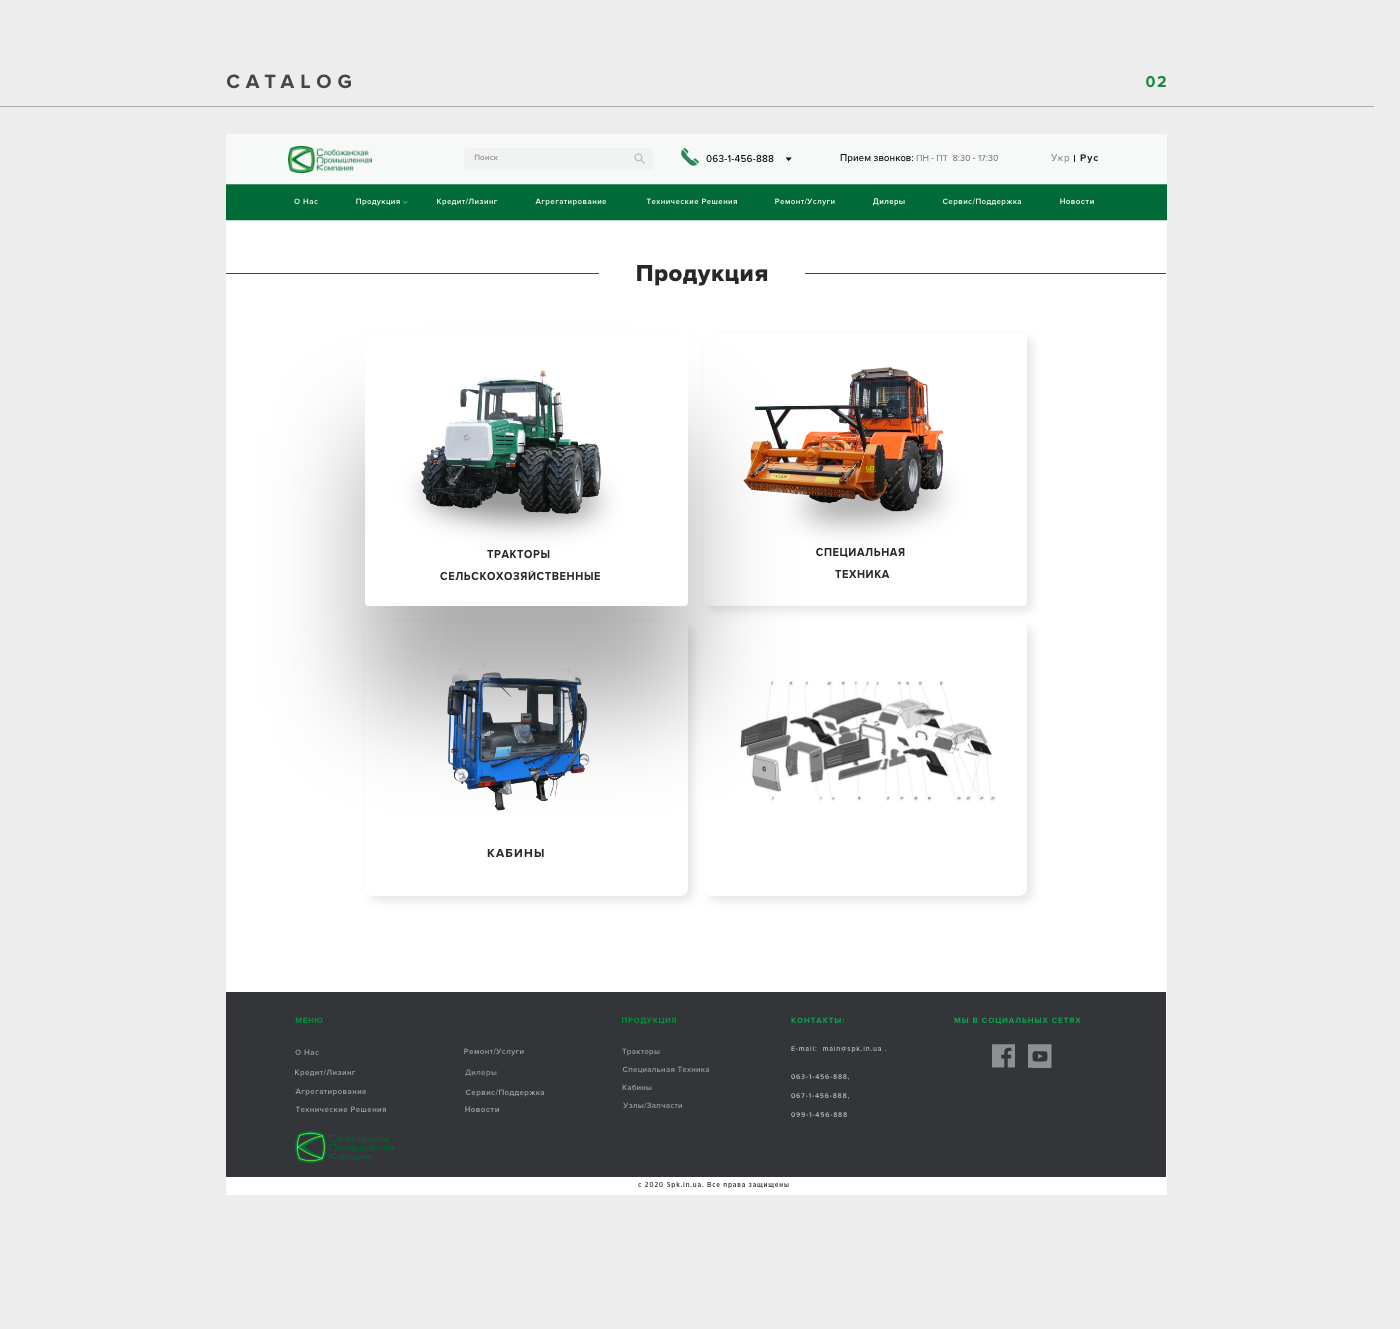 CATALOG
02
Слобожанская
Промышленная
Компания
Поиск
063-1-456-888
Прием звонков: ПН - ПТ 8:30 - 17:30
Укр | Рус
О Нас
Продукция
Кредит/Лизинг
Агрегатирование
Технические Решения
Ремонт/Услуги
Дилеры
Сервис/Поддержка
Новости
Продукция
ТРАКТОРЫ
СЕЛЬСКОХОЗЯЙСТВЕННЫЕ
СПЕЦИАЛЬНАЯ
ТЕХНИКА
КАБИНЫ
МЕНЮ
О Нас
Кредит/Лизинг
Агрегатирование
Технические Решения
Ремонт/Услуги
Дилеры
Сервис/Поддержка
Новости
ПРОДУКЦИЯ
Тракторы
Специальная Техника
Кабины
Узлы/Запчасти
КОНТАКТЫ:
E-mail: main@spk.in.ua .
063-1-456-888,
067-1-456-888,
099-1-456-888
МЫ В СОЦИАЛЬНЫХ СЕТЯХ
Слобожанская
Промышленная
Компания
с 2020 Spk.in.ua. Все права защищены